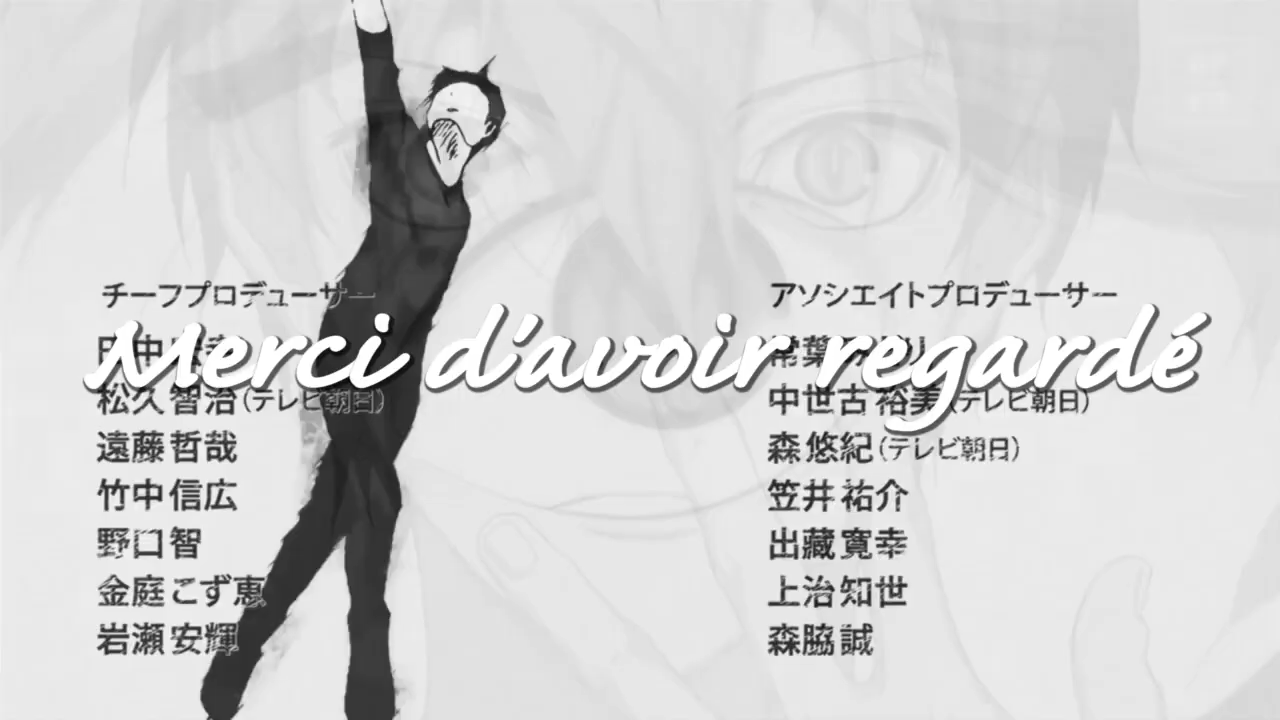 チーフプロデューサー
アソシエイトプロデューサー
Merci d'avoir regardé
松久智治(テレビ朝日)
中世古裕美(テレビ朝日)
遠藤哲哉
森悠紀(テレビ朝日)
竹中信広
笠井祐介
野口智
出藏寛幸
金庭こず恵
上治知世
岩瀬安輝
森脇誠